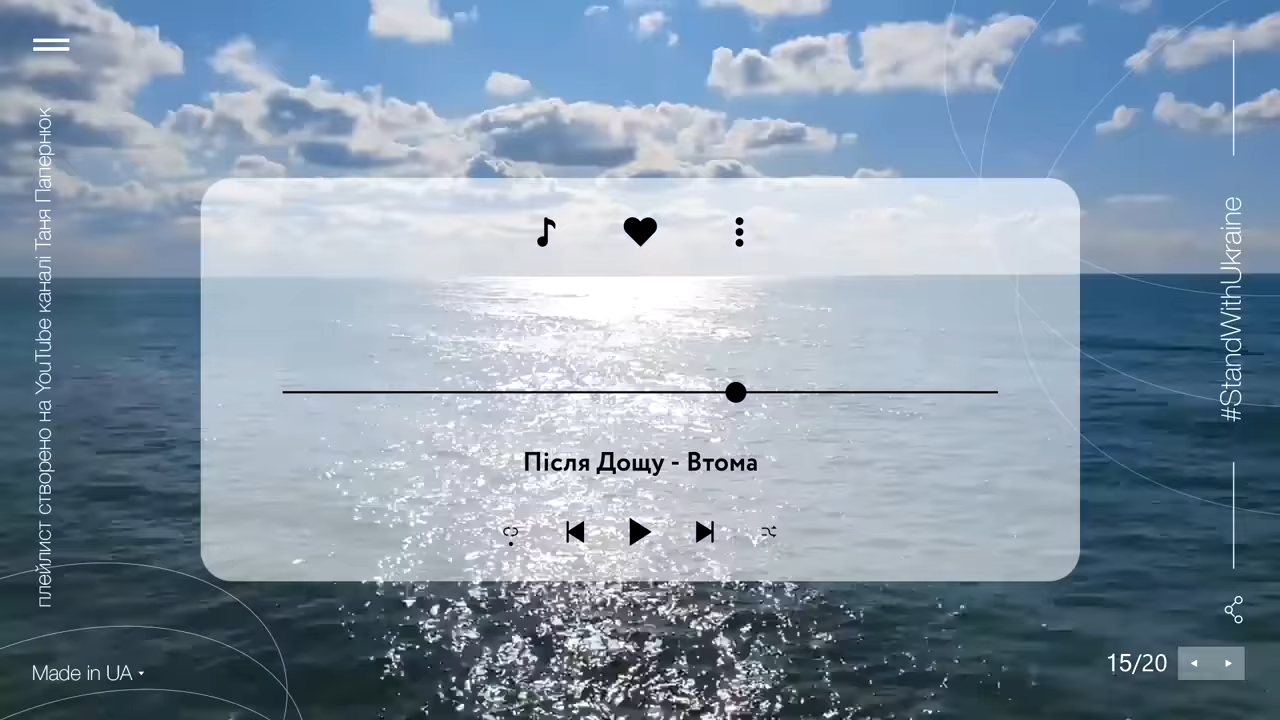 плейлист створено на YouTube каналі Таня Папернюк
#StandWithUkraine
Після Дощу - Втома
Made in UA
15/20